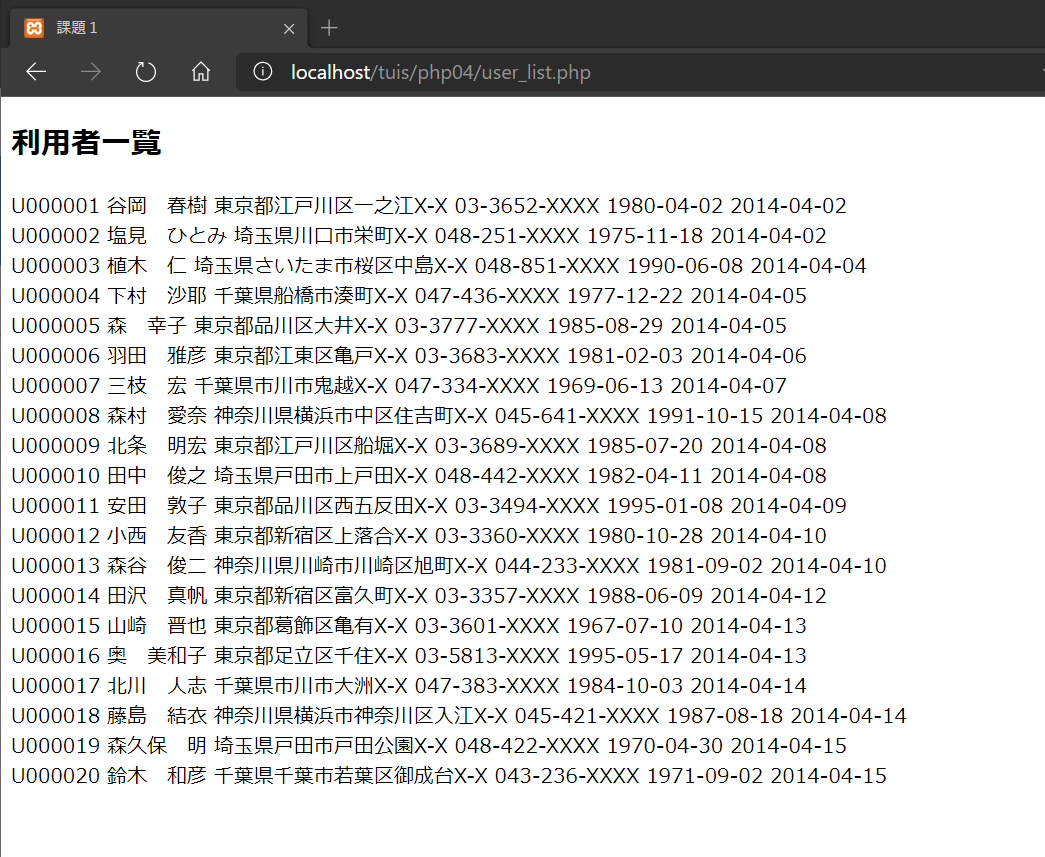 課題１
localhost/tuis/php04/user_list.php
利用者一覧
U000001 谷岡　春樹 東京都江戸川区一之江X-X 03-3652-XXXX 1980-04-02 2014-04-02
U000002 塩見　ひとみ 埼玉県川口市栄町X-X 048-251-XXXX 1975-11-18 2014-04-02
U000003 植木　仁 埼玉県さいたま市桜区中島X-X 048-851-XXXX 1990-06-08 2014-04-04
U000004 下村　沙耶 千葉県船橋市湊町X-X 047-436-XXXX 1977-12-22 2014-04-05
U000005 森　幸子 東京都品川区大井X-X 03-3777-XXXX 1985-08-29 2014-04-05
U000006 羽田　雅彦 東京都江東区亀戸X-X 03-3683-XXXX 1981-02-03 2014-04-06
U000007 三枝　宏 千葉県市川市鬼越X-X 047-334-XXXX 1969-06-13 2014-04-07
U000008 森村　愛奈 神奈川県横浜市中区住吉町X-X 045-641-XXXX 1991-10-15 2014-04-08
U000009 北条　明宏 東京都江戸川区船堀X-X 03-3689-XXXX 1985-07-20 2014-04-08
U000010 田中　俊之 埼玉県戸田市上戸田X-X 048-442-XXXX 1982-04-11 2014-04-08
U000011 安田　敦子 東京都品川区西五反田X-X 03-3494-XXXX 1995-01-08 2014-04-09
U000012 小西　友香 東京都新宿区上落合X-X 03-3360-XXXX 1980-10-28 2014-04-10
U000013 森谷　俊二 神奈川県川崎市川崎区旭町X-X 044-233-XXXX 1981-09-02 2014-04-10
U000014 田沢　真帆 東京都新宿区富久町X-X 03-3357-XXXX 1988-06-09 2014-04-12
U000015 山崎　晋也 東京都葛飾区亀有X-X 03-3601-XXXX 1967-07-10 2014-04-13
U000016 奥　美和子 東京都足立区千住X-X 03-5813-XXXX 1995-05-17 2014-04-13
U000017 北川　人志 千葉県市川市大洲X-X 047-383-XXXX 1984-10-03 2014-04-14
U000018 藤島　結衣 神奈川県横浜市神奈川区入江X-X 045-421-XXXX 1987-08-18 2014-04-14
U000019 森久保　明 埼玉県戸田市戸田公園X-X 048-422-XXXX 1970-04-30 2014-04-15
U000020 鈴木　和彦 千葉県千葉市若葉区御成台X-X 043-236-XXXX 1971-09-02 2014-04-15